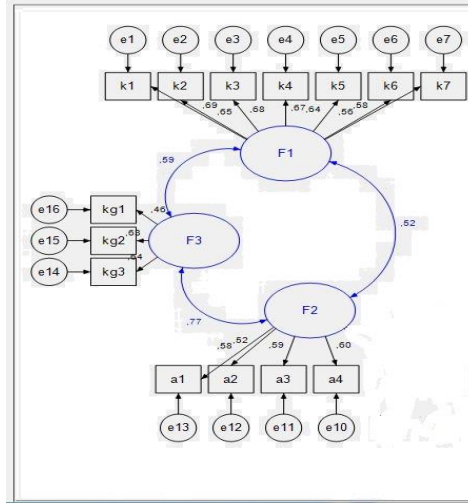 e1 e2 e3 e4 e5 e6 e7
k1 k2 k3 k4 k5 k6 k7
,69 ,65 ,68 ,67 ,64 ,56 ,58
F1
,59
,52
e16 kg1 ,46
e15 kg2 ,63 F3
e14 kg3 ,64
,77
F2
,58 ,52 ,59 ,60
a1 a2 a3 a4
e13 e12 e11 e10